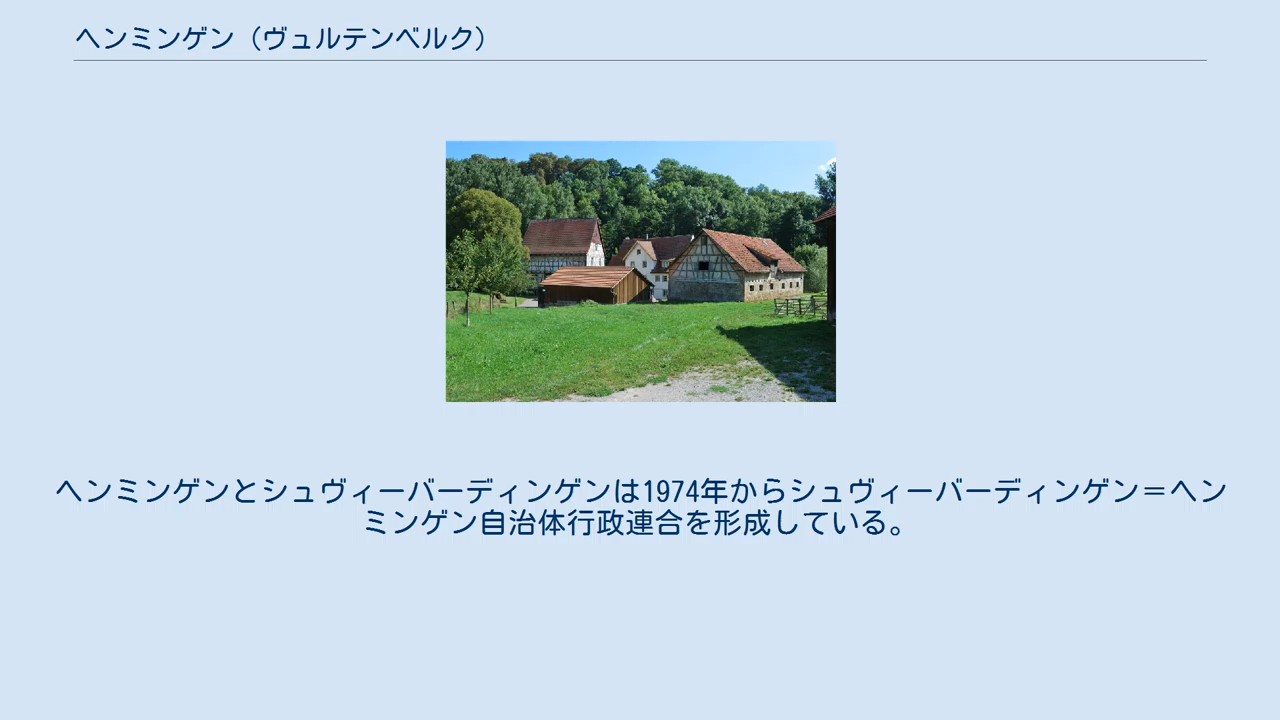 ヘンミンゲン（ヴュルテンベルク）
ヘンミンゲンとシュヴィーバーディンゲンは1974年からシュヴィーバーディンゲン＝ヘン
ミンゲン自治体行政連合を形成している。